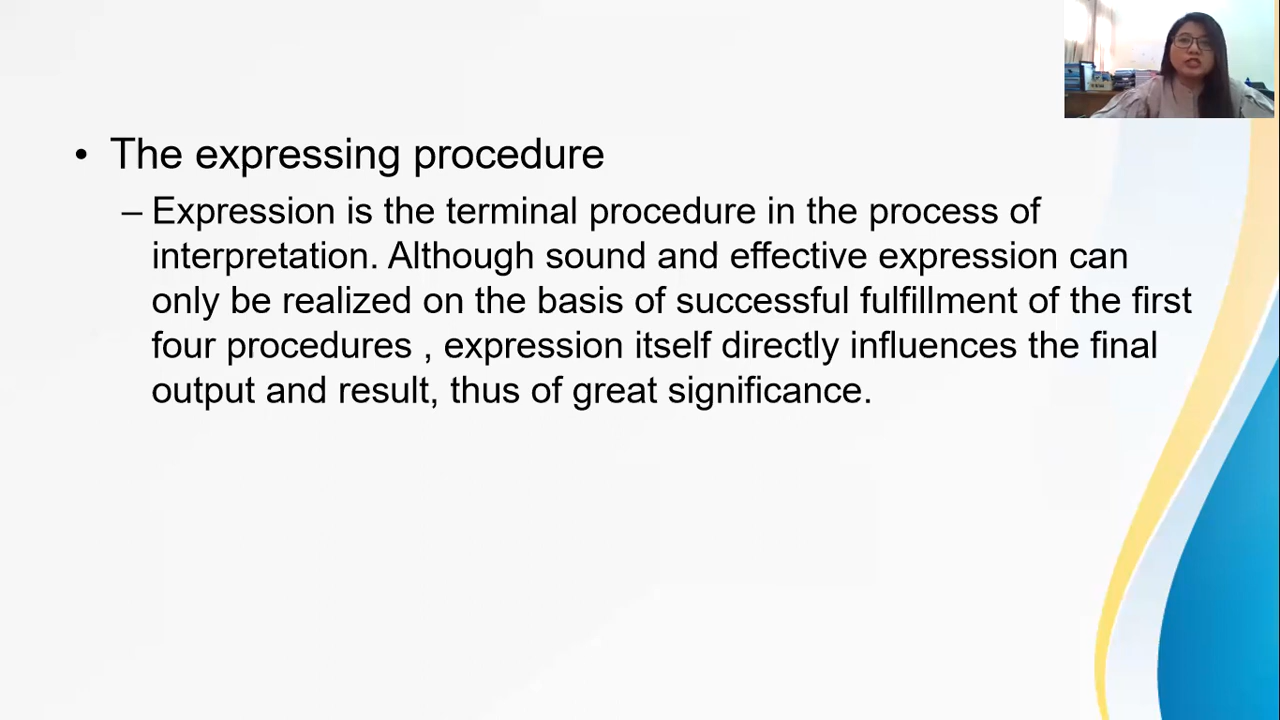 • The expressing procedure
– Expression is the terminal procedure in the process of
interpretation. Although sound and effective expression can
only be realized on the basis of successful fulfillment of the first
four procedures , expression itself directly influences the final
output and result, thus of great significance.